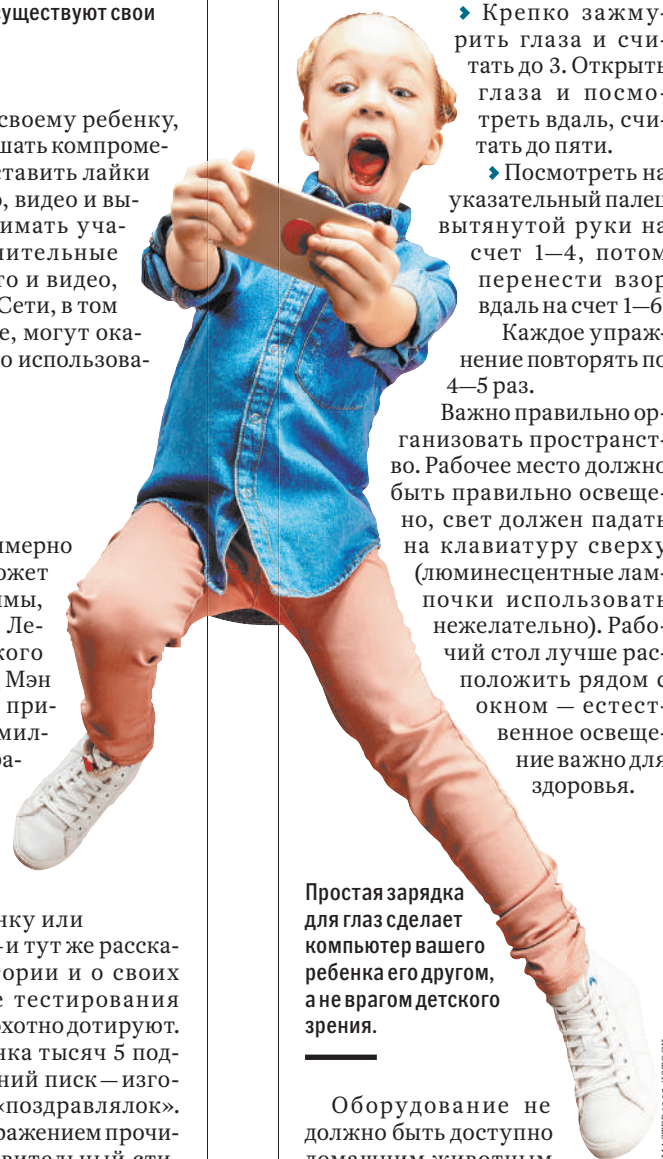 существуют свои
своему ребенку,
шать компроме-
ставить лайки
о, видео и вы-
имать уча-
нительные
то и видео,
Сети, в том
е, могут ока-
о использова-
имерно
ожет
мы,
Ле-
кого
Мэн
при-
мил-
ра-
нку или
–и тут же расска-
тории и о своих
е тестирования
охотно дотируют.
нка тысяч 5 под-
ний писк — изго-
«поздравлялок».
ражением прочи-
Крепко зажму-
рить глаза и счи-
тать до 3. Открыть
глаза и посмо-
треть вдаль, счи-
тать до пяти.
Посмотреть на
указательный палец
вытянутой руки на
счет 1—4, потом
перенести взор
вдаль на счет 1—6
Каждое упраж-
нение повторять по
4—5 раз.
Важно правильно ор-
ганизовать пространст-
во. Рабочее место должно
быть правильно освеще-
но, свет должен падать
на клавиатуру сверху
(люминесцентные лам-
почки использовать
нежелательно). Рабо-
чий стол лучше рас-
положить рядом с
окном — естест-
венное освеще-
ние важно для
здоровья.
Простая зарядка
для глаз сделает
компьютер вашего
ребенка его другом,
а не врагом детского
зрения.
Оборудование не
должно быть доступно
домашним животным